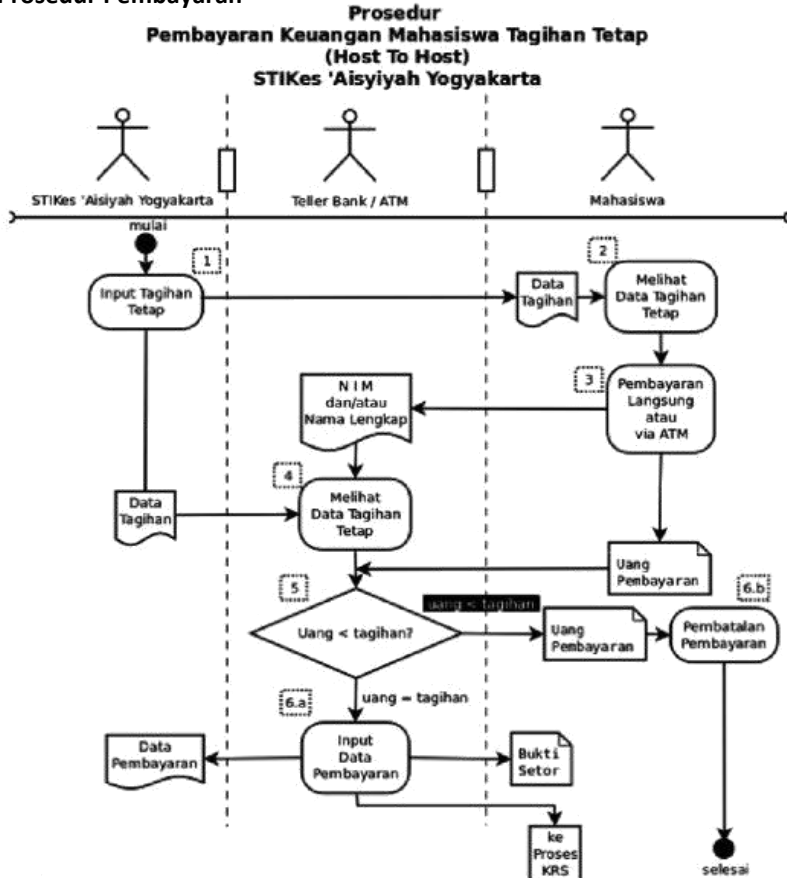 Prosedur Pembayaran
Prosedur
Pembayaran Keuangan Mahasiswa Tagihan Tetap
(Host To Host)
STIKes 'Aisyiyah Yogyakarta
STIKes 'Aisiyah Yogyakarta
Teller Bank / ATM
Mahasiswa
mulai
1
Input Tagihan
Tetap
Data
Tagihan
2
Melihat
Data Tagihan
Tetap
3
Pembayaran
Langsung
atau
via ATM
N I M
dan/atau
Nama Lengkap
4
Melihat
Data Tagihan
Tetap
Data
Tagihan
Uang
Pembayaran
5
Uang < tagihan?
uang < tagihan
Uang
Pembayaran
6.b
Pembatalan
Pembayaran
uang = tagihan
6.a
Input
Data
Pembayaran
Data
Pembayaran
Bukti
Setor
ke
Proses
KRS
selesai